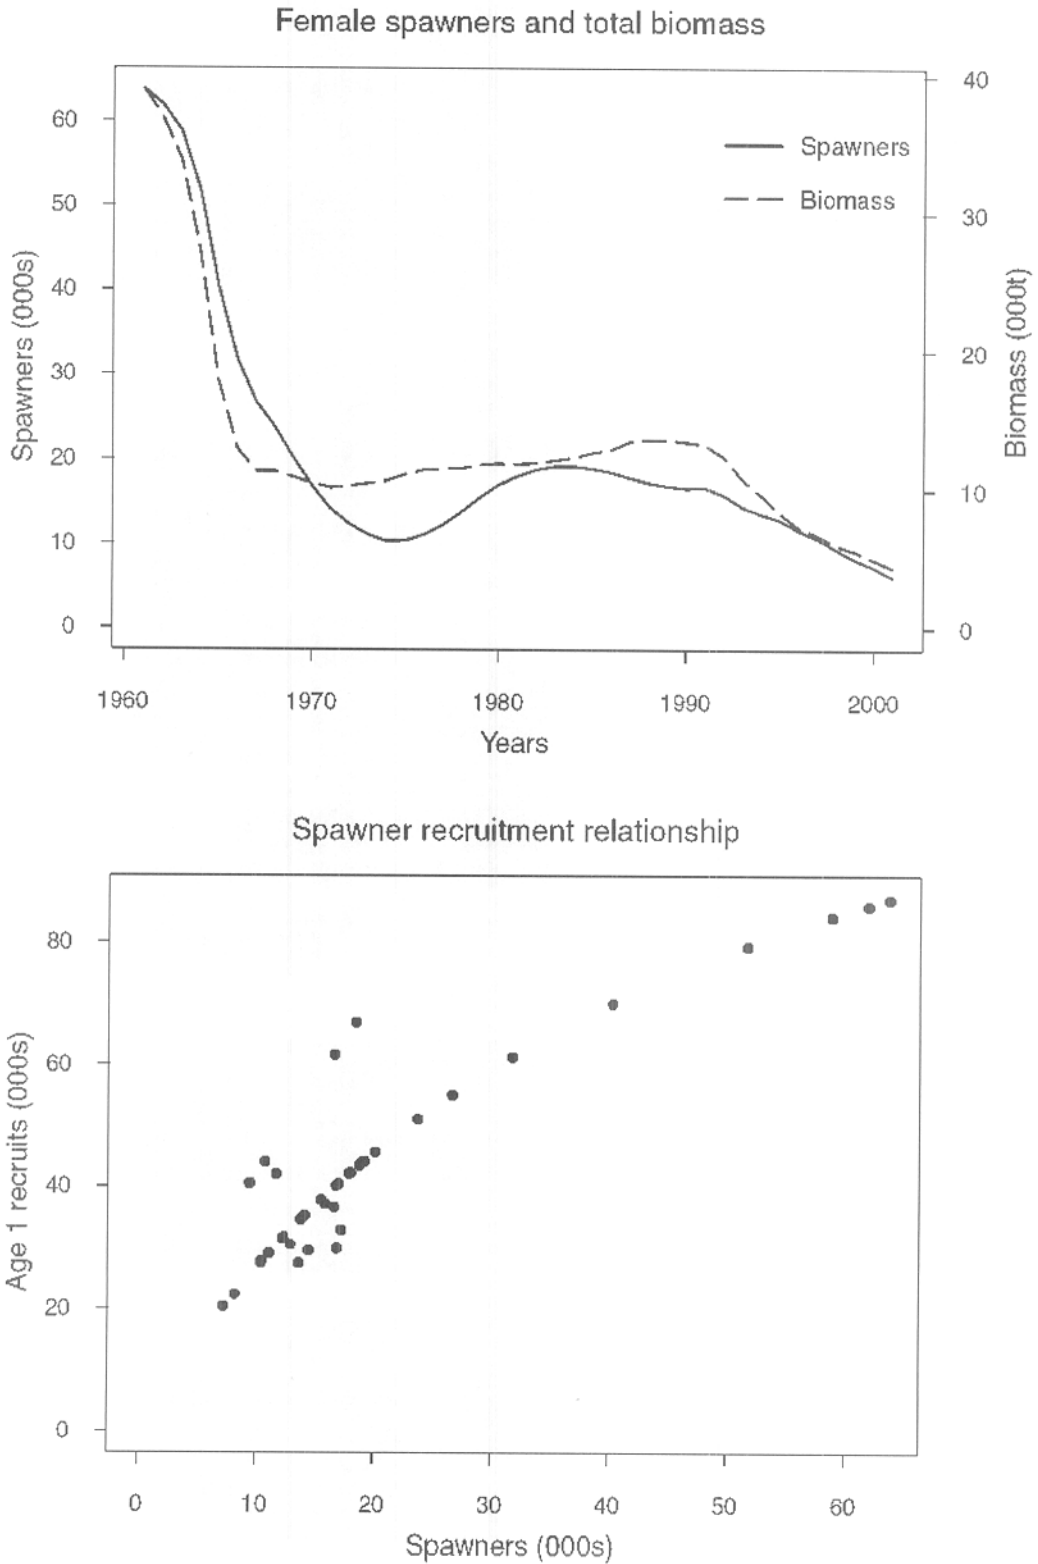 Female spawners and total biomass
60
50
40
30
20
10
0
Spawners (000s)
40
30
20
10
0
Biomass (000t)
Spawners
Biomass
1960 1970 1980 1990 2000
Years
Spawner recruitment relationship
80
60
40
20
0
Age 1 recruits (000s)
0 10 20 30 40 50 60
Spawners (000s)